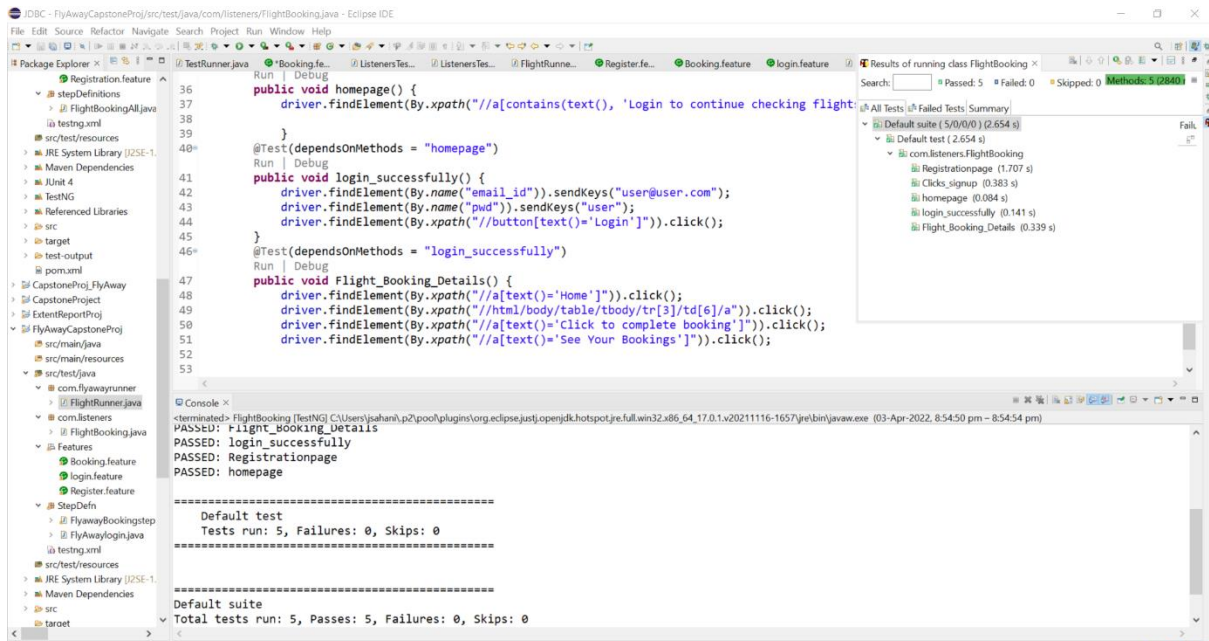 JDBC - FlyAwayCapstoneProj/src/test/java/com/listeners/FlightBooking.java - Eclipse IDE
File Edit Source Refactor Navigate Search Project Run Window Help
Package Explorer
Registration.feature
stepDefinitions
FlightBookingAll.java
testng.xml
src/test/resources
JRE System Library [J2SE-1.
Maven Dependencies
JUnit 4
TestNG
Referenced Libraries
src
target
test-output
pom.xml
CapstoneProj_FlyAway
CapstoneProject
ExtentReportProj
FlyAwayCapstoneProj
src/main/java
src/main/resources
src/test/java
com.flyawayrunner
FlightRunner.java
com.listeners
FlightBooking.java
Features
Booking.feature
login.feature
Register.feature
StepDefn
FlyawayBookingstep
FlyAwaylogin.java
testng.xml
src/test/resources
JRE System Library [J2SE-1.
Maven Dependencies
src
target
TestRunner.java *Booking.fe... ListenersTes... ListenersTes... FlightRunne... Register.fe... Booking.feature login.feature
Run | Debug
36 public void homepage() {
37 driver.findElement(By.xpath("//a[contains(text(), 'Login to continue checking flight
38
39 }
40 @Test(dependsOnMethods = "homepage")
Run | Debug
41 public void login_successfully() {
42 driver.findElement(By.name("email_id")).sendKeys("user@user.com");
43 driver.findElement(By.name("pwd")).sendKeys("user");
44 driver.findElement(By.xpath("//button[text()='Login']")).click();
45 }
46 @Test(dependsOnMethods = "login_successfully")
Run | Debug
47 public void Flight_Booking_Details() {
48 driver.findElement(By.xpath("//a[text()='Home']")).click();
49 driver.findElement(By.xpath("//html/body/table/tbody/tr[3]/td[6]/a")).click();
50 driver.findElement(By.xpath("//a[text()='Click to complete booking']")).click();
51 driver.findElement(By.xpath("//a[text()='See Your Bookings']")).click();
52
53
Results of running class FlightBooking
Search: Passed: 5 Failed: 0 Skipped: 0 Methods: 5 (2840
All Tests Failed Tests Summary
Default suite ( 5/0/0/0 ) (2.654 s)
Default test ( 2.654 s)
com.listeners.FlightBooking
Registrationpage (1.707 s)
Clicks_signup (0.383 s)
homepage (0.084 s)
login_successfully (0.141 s)
Flight_Booking_Details (0.339 s)
Console
<terminated> FlightBooking [TestNG] C:\Users\jsahani\.p2\pool\plugins\org.eclipse.justj.openjdk.hotspot.jre.full.win32.x86_64_17.0.1.v20211116-1657\jre\bin\javaw.exe (03-Apr-2022, 8:54:50 pm – 8:54:54 pm)
PASSED: Flight_Booking_Details
PASSED: login_successfully
PASSED: Registrationpage
PASSED: homepage
===============================================
Default test
Tests run: 5, Failures: 0, Skips: 0
===============================================
===============================================
Default suite
Total tests run: 5, Passes: 5, Failures: 0, Skips: 0